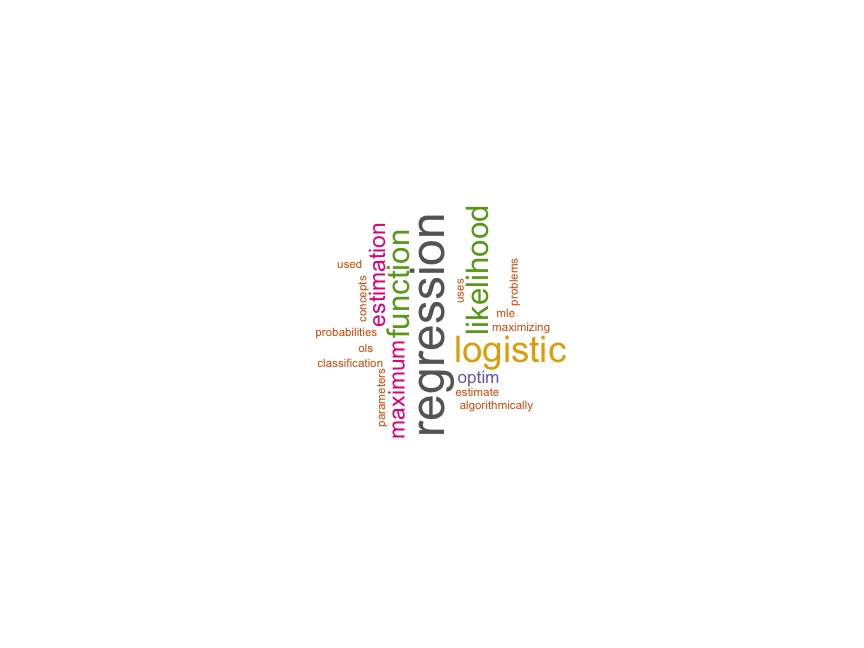 regression
logistic
likelihood
function
estimation
maximum
optim
used
concepts
probabilities
ols
classification
parameters
uses
problems
mle
maximizing
estimate
algorithmically